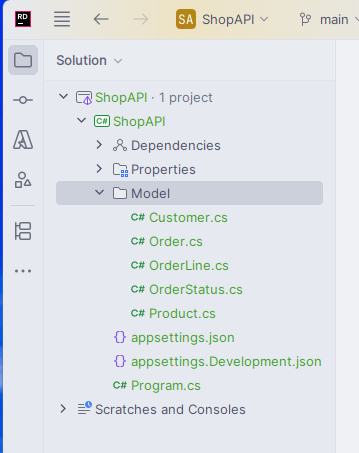 RD
SA ShopAPI
main
Solution
ShopAPI · 1 project
C# ShopAPI
Dependencies
Properties
Model
C# Customer.cs
C# Order.cs
C# OrderLine.cs
C# OrderStatus.cs
C# Product.cs
{} appsettings.json
{} appsettings.Development.json
C# Program.cs
Scratches and Consoles